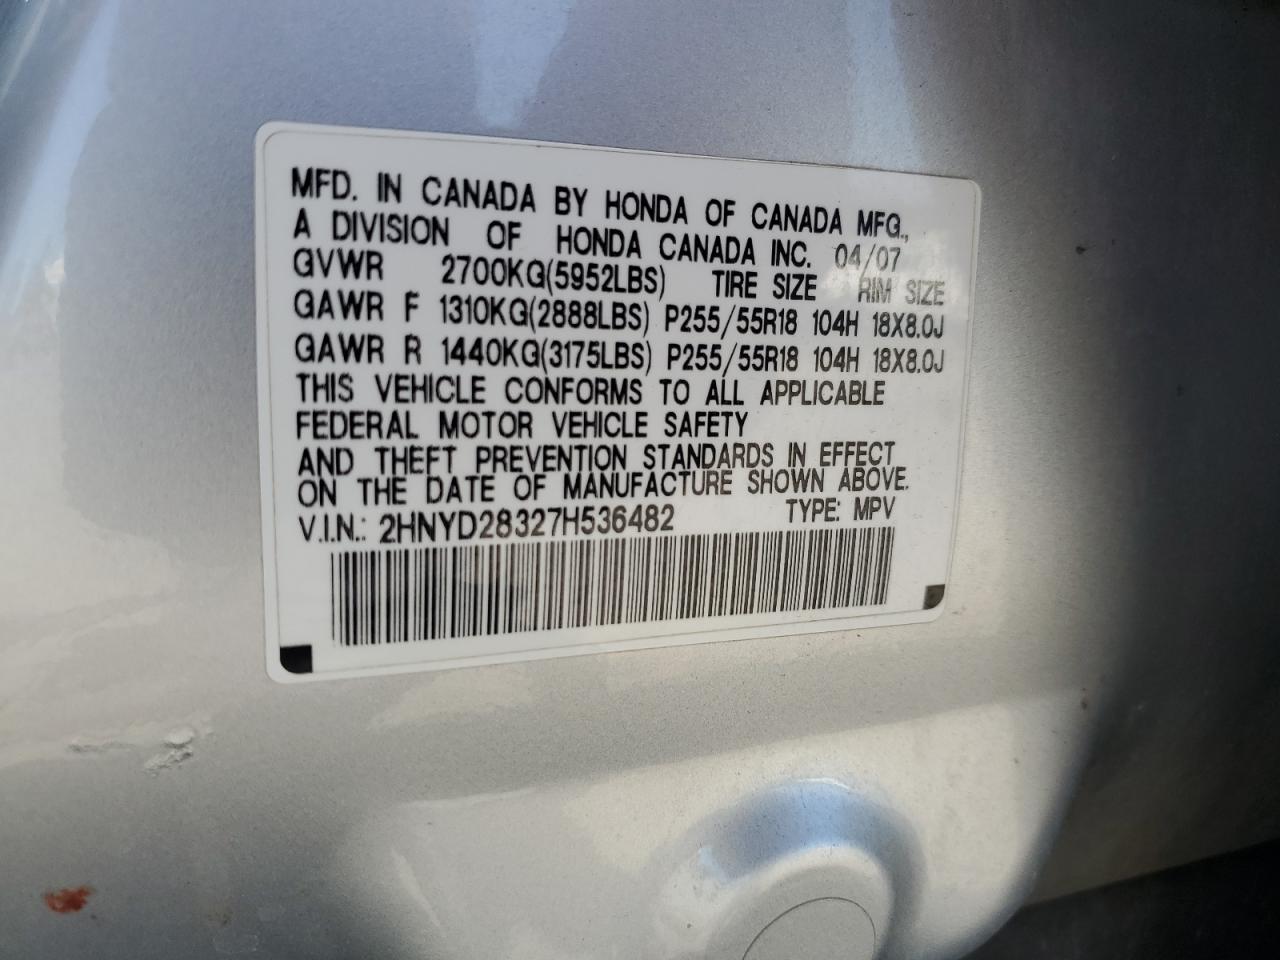 MFD. IN CANADA BY HONDA OF CANADA MFG.,
A DIVISION OF HONDA CANADA INC. 04/07
GVWR 2700KG(5952LBS) TIRE SIZE RIM SIZE
GAWR F 1310KG(2888LBS) P255/55R18 104H 18X8.0J
GAWR R 1440KG(3175LBS) P255/55R18 104H 18X8.0J
THIS VEHICLE CONFORMS TO ALL APPLICABLE
FEDERAL MOTOR VEHICLE SAFETY
AND THEFT PREVENTION STANDARDS IN EFFECT
ON THE DATE OF MANUFACTURE SHOWN ABOVE.
V.I.N.: 2HNYD28327H536482 TYPE: MPV